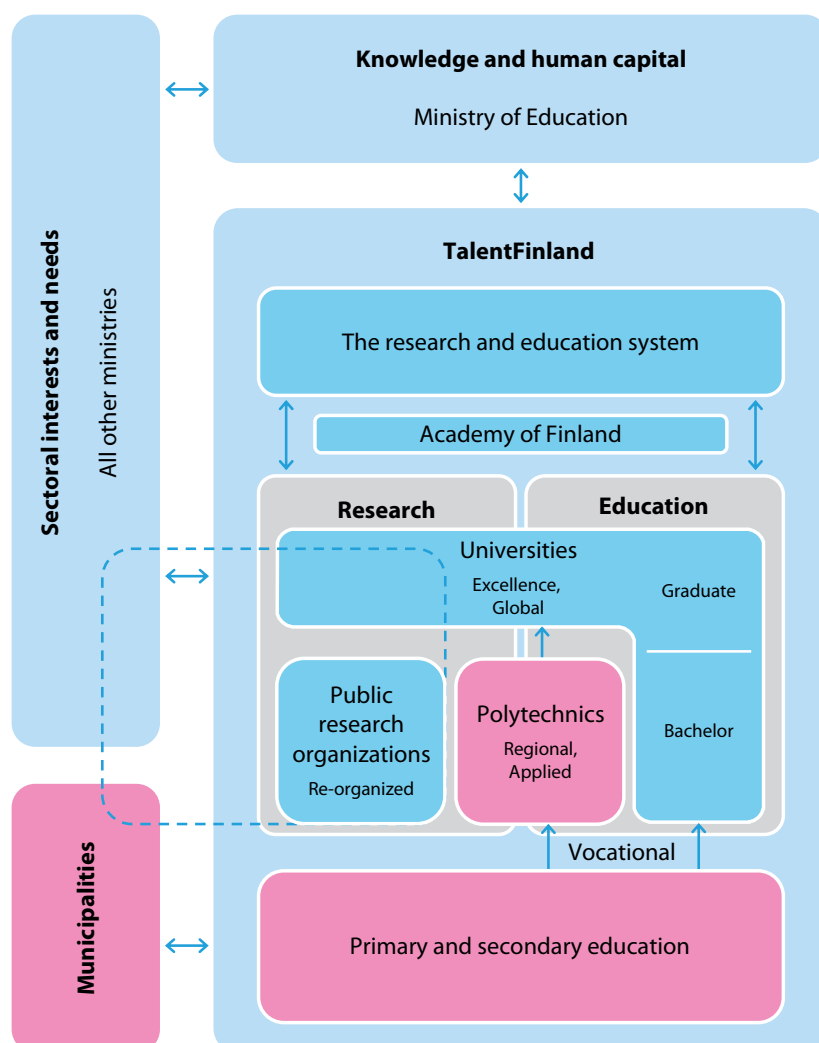 Knowledge and human capital
Ministry of Education
Sectoral interests and needs
All other ministries
TalentFinland
The research and education system
Academy of Finland
Research
Education
Universities
Excellence,
Global
Graduate
Public
research
organizations
Re-organized
Polytechnics
Regional,
Applied
Bachelor
Municipalities
Vocational
Primary and secondary education